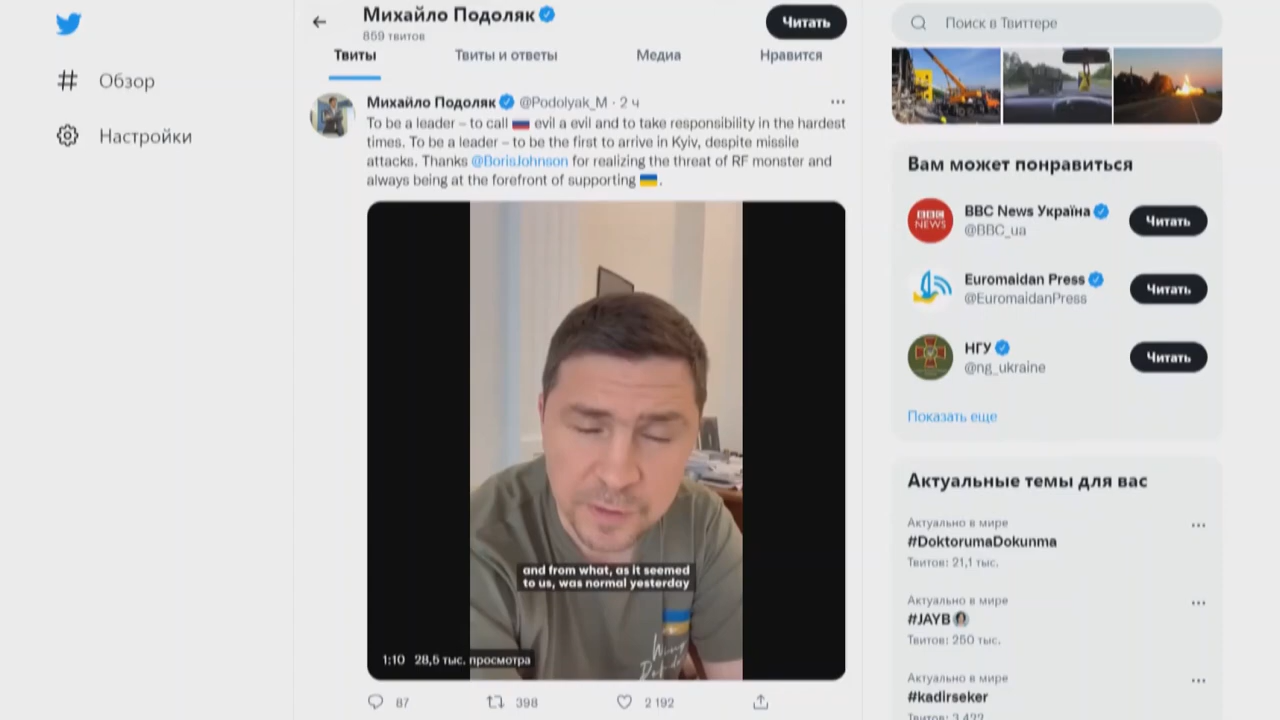 Михайло Подоляк
859 твитов
Читать
Поиск в Твиттере
Обзор
Настройки
Твиты
Твиты и ответы
Медиа
Нравится
Михайло Подоляк @Podolyak_M · 2 ч
To be a leader – to call 🇷🇺 evil a evil and to take responsibility in the hardest
times. To be a leader – to be the first to arrive in Kyiv, despite missile
attacks. Thanks @BorisJohnson for realizing the threat of RF monster and
always being at the forefront of supporting 🇺🇦.
and from what, as it seemed
to us, was normal yesterday
1:10 28,5 тыс. просмотра
87
398
2 192
Вам может понравиться
BBC
NEWS
BBC News Україна
@BBC_ua
Читать
Euromaidan Press
@EuromaidanPress
Читать
НГУ
@ng_ukraine
Читать
Показать еще
Актуальные темы для вас
Актуально в мире
#DoktorumaDokunma
Твитов: 21,1 тыс.
Актуально в мире
#JAYB
Твитов: 250 тыс.
Актуально в мире
#kadirseker
Твитов: 3 422